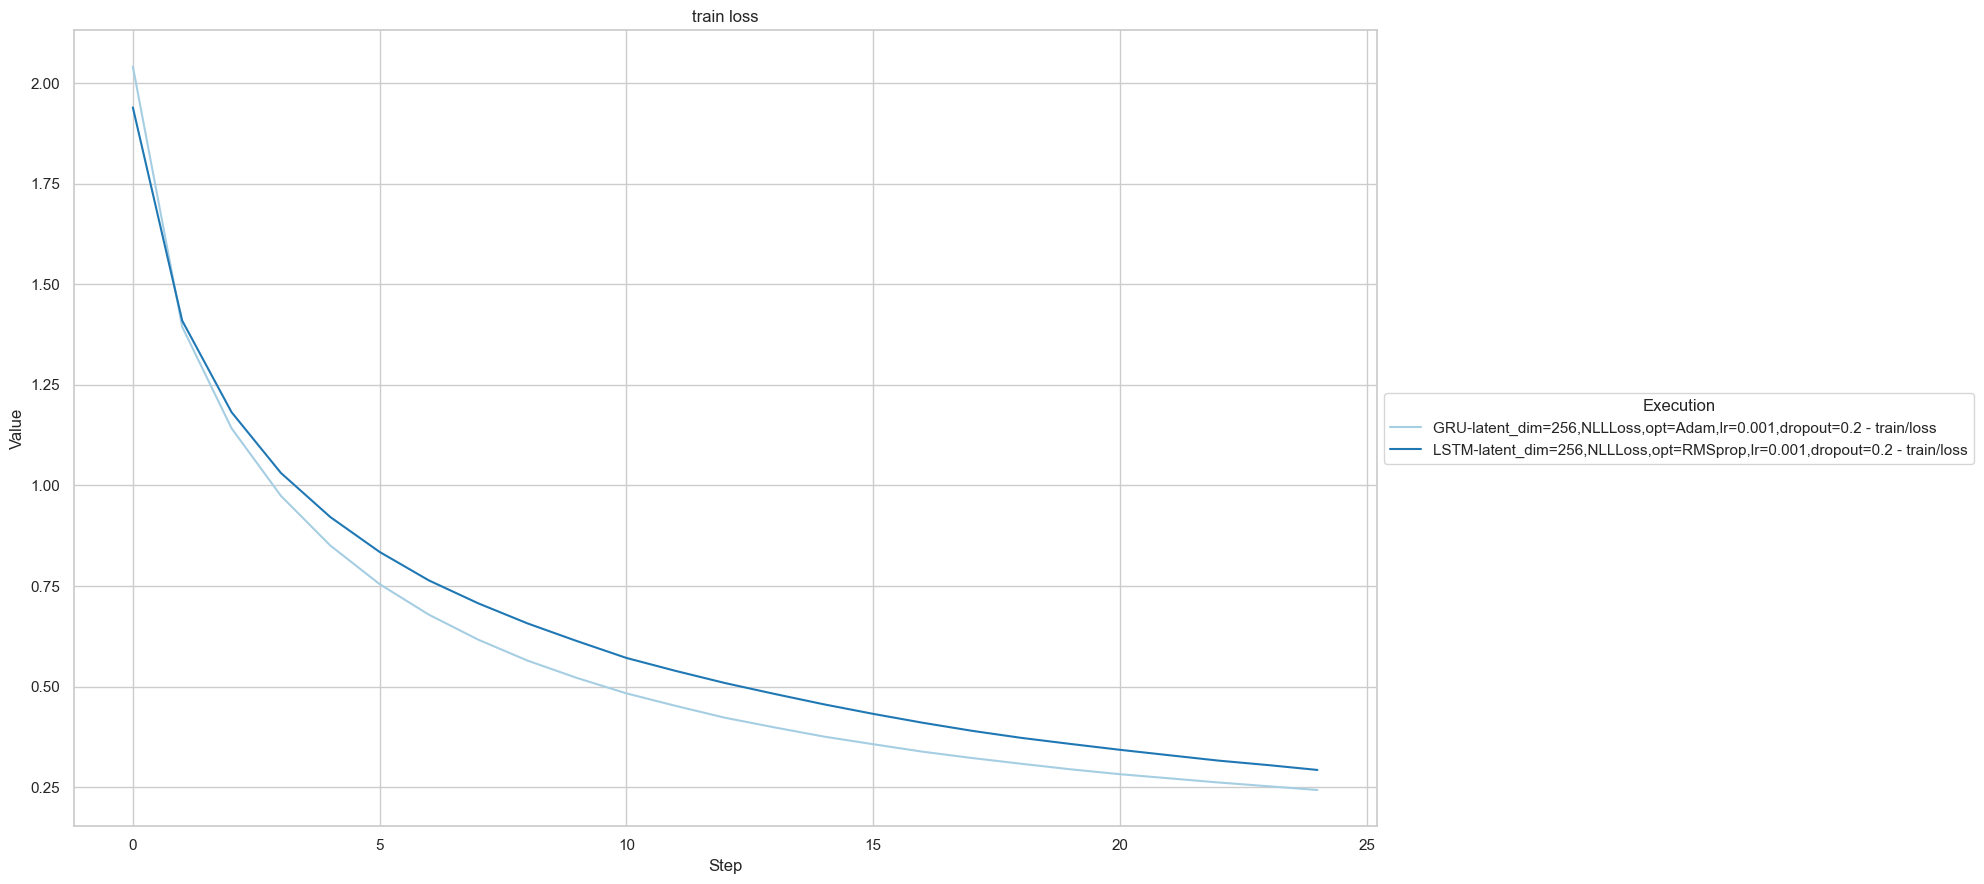 train loss
2.00
1.75
1.50
1.25
1.00
0.75
0.50
0.25
Value
0
5
10
15
20
25
Step
Execution
GRU-latent_dim=256,NLLLoss,opt=Adam,lr=0.001,dropout=0.2 - train/loss
LSTM-latent_dim=256,NLLLoss,opt=RMSprop,lr=0.001,dropout=0.2 - train/loss